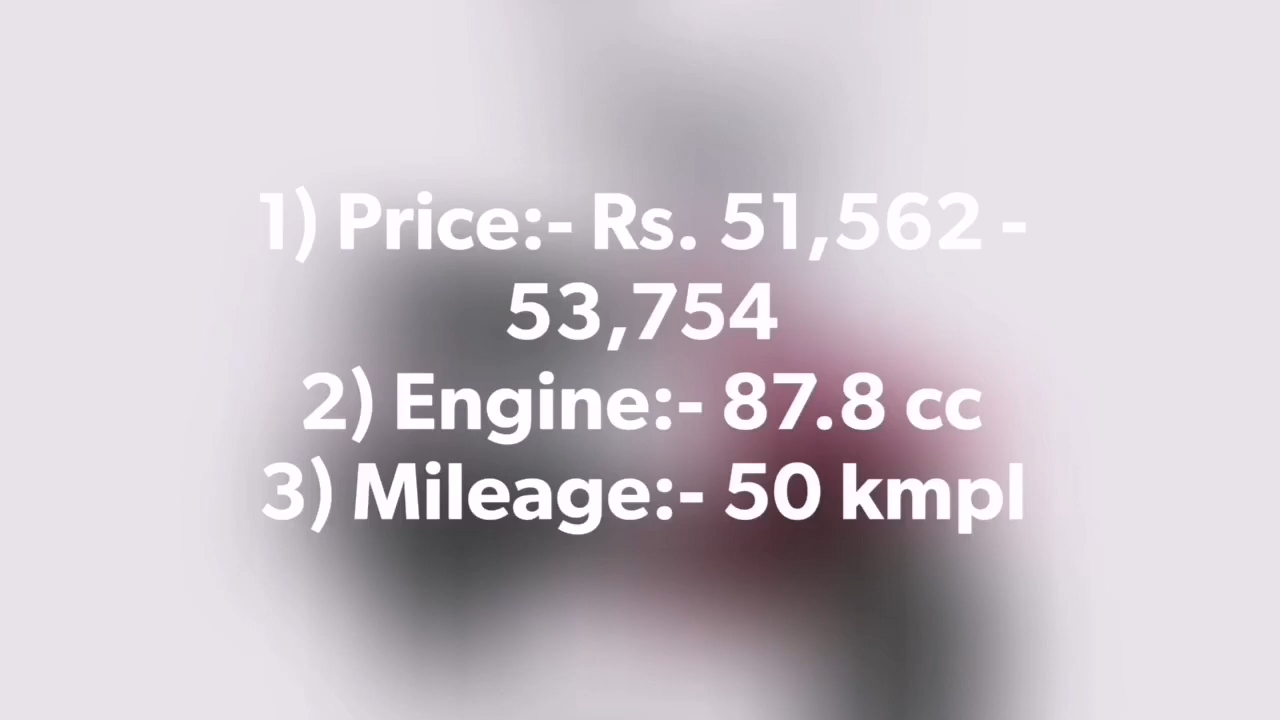 1) Price:- Rs. 51,562 -
53,754
2) Engine:- 87.8 cc
3) Mileage:- 50 kmpl